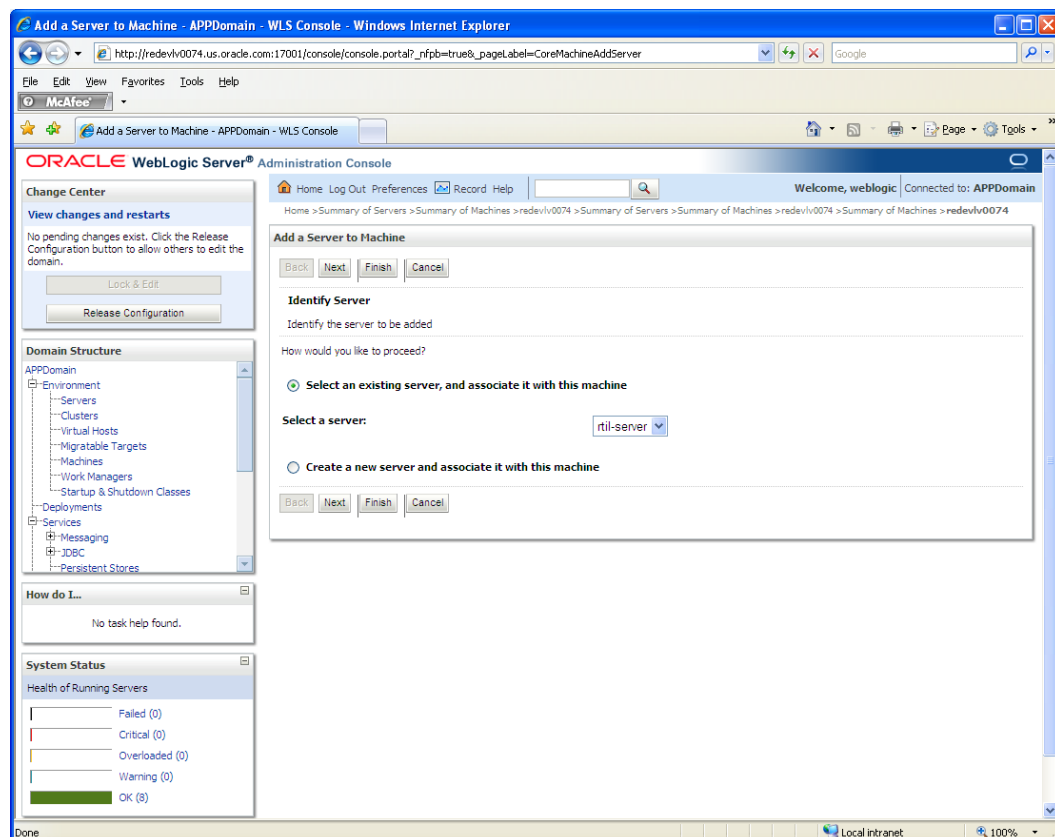 Add a Server to Machine - APPDomain - WLS Console - Windows Internet Explorer
http://redevlv0074.us.oracle.com:17001/console/console.portal?_nfpb=true&_pageLabel=CoreMachineAddServer
Google
File Edit View Favorites Tools Help
McAfee
Add a Server to Machine - APPDomain - WLS Console
Page Tools »
ORACLE WebLogic Server® Administration Console
Change Center
View changes and restarts
No pending changes exist. Click the Release
Configuration button to allow others to edit the
domain.
Lock & Edit
Release Configuration
Domain Structure
APPDomain
Environment
Servers
Clusters
Virtual Hosts
Migratable Targets
Machines
Work Managers
Startup & Shutdown Classes
Deployments
Services
Messaging
JDBC
Persistent Stores
How do I...
No task help found.
System Status
Health of Running Servers
Failed (0)
Critical (0)
Overloaded (0)
Warning (0)
OK (8)
Home Log Out Preferences Record Help
Welcome, weblogic Connected to: APPDomain
Home >Summary of Servers >Summary of Machines >redevlv0074 >Summary of Servers >Summary of Machines >redevlv0074 >Summary of Machines >redevlv0074
Add a Server to Machine
Back Next Finish Cancel
Identify Server
Identify the server to be added
How would you like to proceed?
Select an existing server, and associate it with this machine
Select a server: rtil-server
Create a new server and associate it with this machine
Back Next Finish Cancel
Done Local intranet 100%